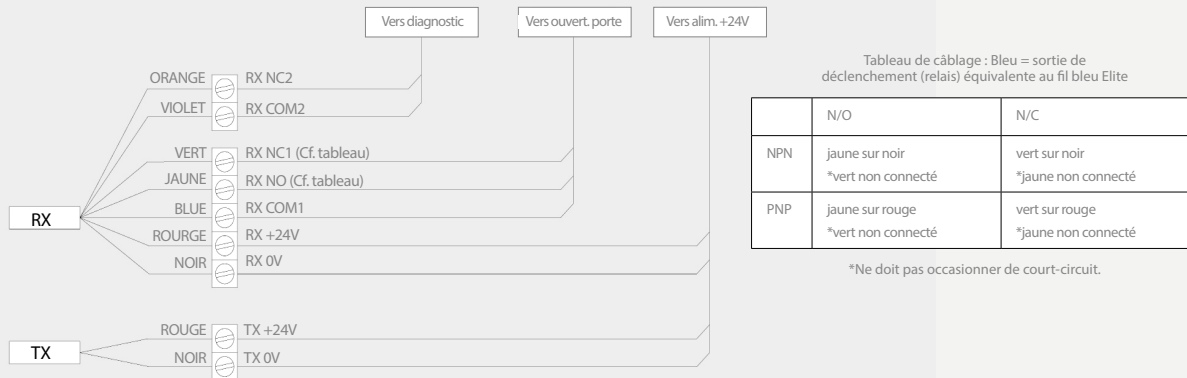 Vers diagnostic
Vers ouvert. porte
Vers alim. +24V
ORANGE RX NC2
VIOLET RX COM2
VERT RX NC1 (Cf. tableau)
JAUNE RX NO (Cf. tableau)
BLUE RX COM1
ROURGE RX +24V
NOIR RX 0V
RX
ROUGE TX +24V
NOIR TX 0V
TX
Tableau de câblage : Bleu = sortie de
déclenchement (relais) équivalente au fil bleu Elite
N/O N/C
NPN jaune sur noir vert sur noir
*vert non connecté *jaune non connecté
PNP jaune sur rouge vert sur rouge
*vert non connecté *jaune non connecté
*Ne doit pas occasionner de court-circuit.